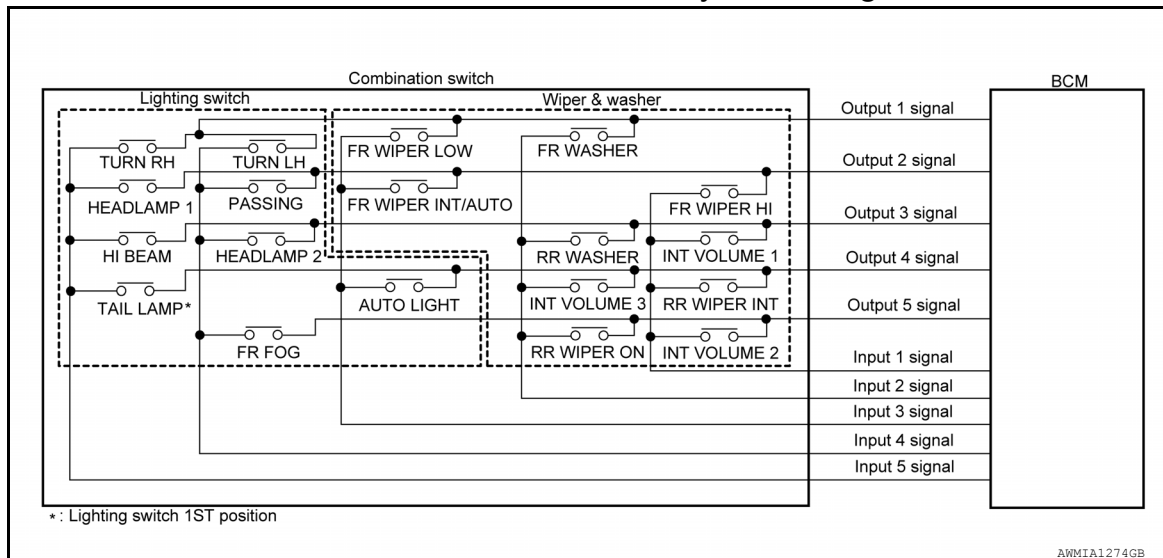 Combination switch
BCM
Lighting switch
Wiper & washer
Output 1 signal
TURN RH
TURN LH
FR WIPER LOW
FR WASHER
Output 2 signal
HEADLAMP 1
PASSING
FR WIPER INT/AUTO
FR WIPER HI
Output 3 signal
HI BEAM
HEADLAMP 2
RR WASHER
INT VOLUME 1
Output 4 signal
TAIL LAMP*
AUTO LIGHT
INT VOLUME 3
RR WIPER INT
Output 5 signal
FR FOG
RR WIPER ON
INT VOLUME 2
Input 1 signal
Input 2 signal
Input 3 signal
Input 4 signal
Input 5 signal
*: Lighting switch 1ST position
AWMIA1274GB